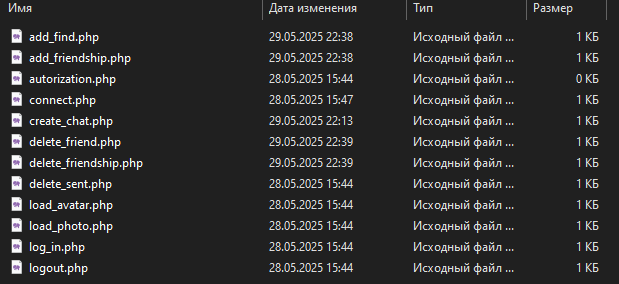 Имя Дата изменения Тип Размер
add_find.php 29.05.2025 22:38 Исходный файл ... 1 КБ
add_friendship.php 29.05.2025 22:38 Исходный файл ... 1 КБ
autorization.php 28.05.2025 15:44 Исходный файл ... 0 КБ
connect.php 28.05.2025 15:47 Исходный файл ... 1 КБ
create_chat.php 29.05.2025 22:13 Исходный файл ... 1 КБ
delete_friend.php 29.05.2025 22:39 Исходный файл ... 1 КБ
delete_friendship.php 29.05.2025 22:39 Исходный файл ... 1 КБ
delete_sent.php 28.05.2025 15:44 Исходный файл ... 1 КБ
load_avatar.php 28.05.2025 15:44 Исходный файл ... 1 КБ
load_photo.php 28.05.2025 15:44 Исходный файл ... 1 КБ
log_in.php 28.05.2025 15:44 Исходный файл ... 1 КБ
logout.php 28.05.2025 15:44 Исходный файл ... 1 КБ